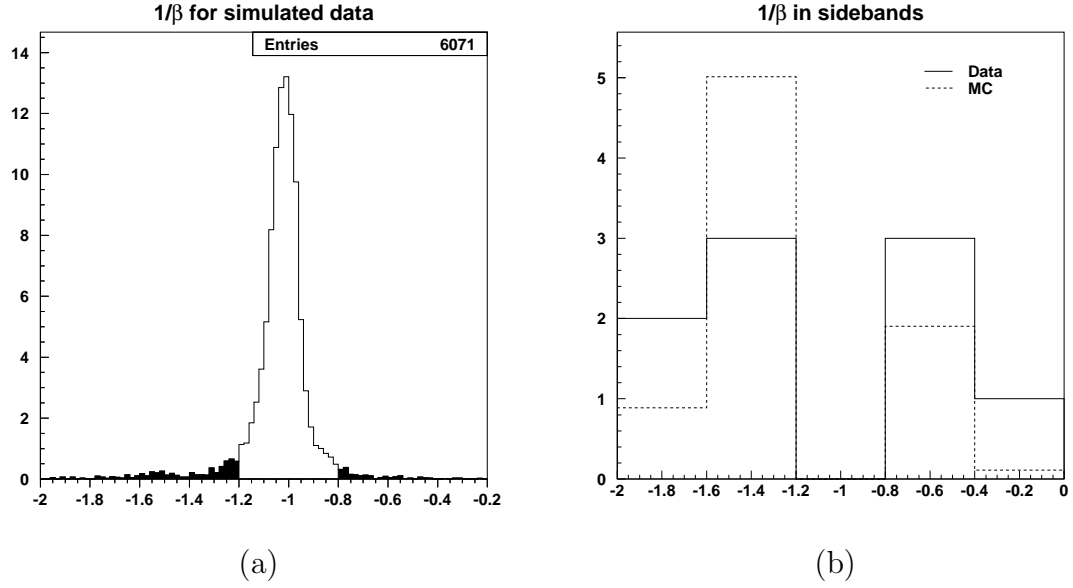 1/β for simulated data
Entries 6071
14
12
10
8
6
4
2
0
-2 -1.8 -1.6 -1.4 -1.2 -1 -0.8 -0.6 -0.4 -0.2
(a)
1/β in sidebands
Data
MC
5
4
3
2
1
0
-2 -1.8 -1.6 -1.4 -1.2 -1 -0.8 -0.6 -0.4 -0.2 0
(b)